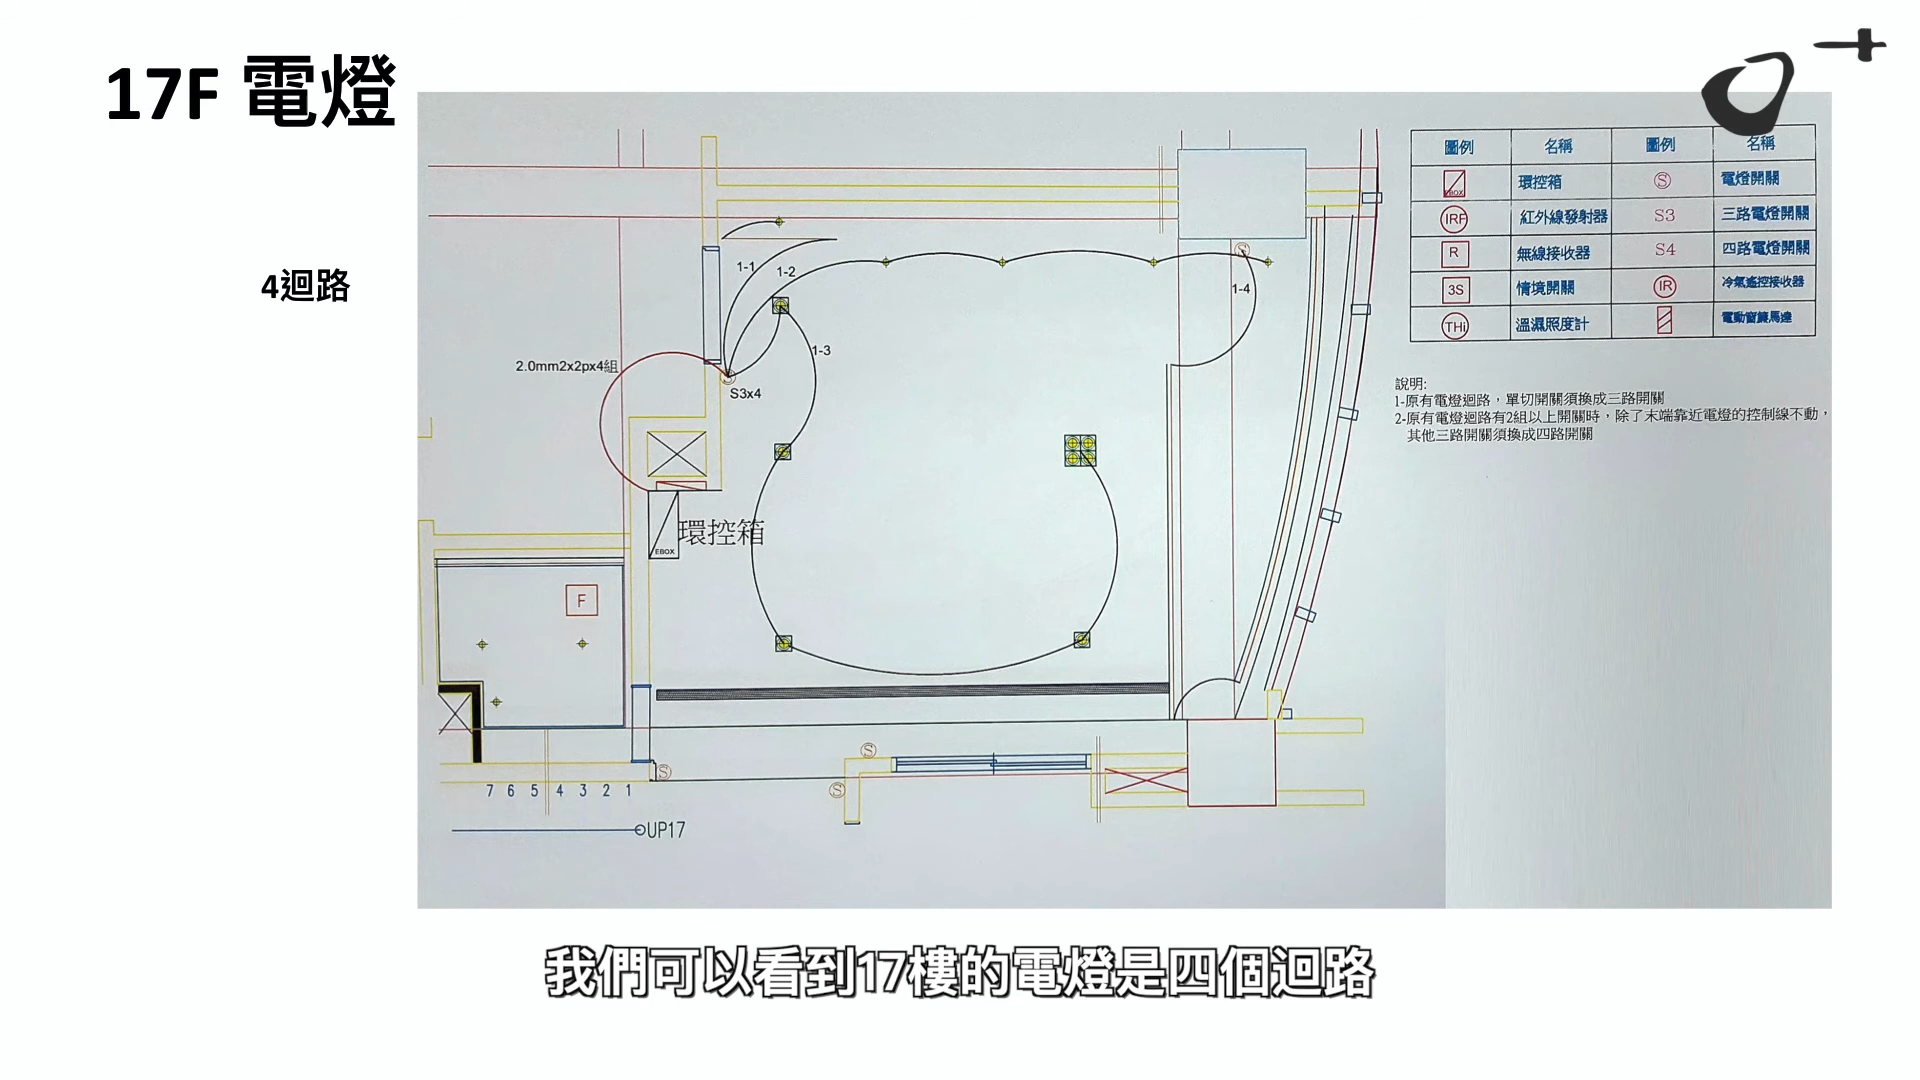 17F 電燈
4迴路
圖例 名稱 圖例 名稱
EBOX 環控箱 S 電燈開關
IRF 紅外線發射器 S3 三路電燈開關
R 無線接收器 S4 四路電燈開關
3S 情境開關 IR 冷氣遙控接收器
THi 溫濕照度計 電動窗簾馬達
說明:
1-原有電燈迴路，單切開關須換成三路開關
2-原有電燈迴路有2組以上開關時，除了末端靠近電燈的控制線不動，
其他三路開關須換成四路開關
1-1
1-2
1-4
1-3
2.0mm2x2px4組
S
S
S3x4
環控箱
EBOX
F
S
S
S
7 6 5 4 3 2 1
UP17
我們可以看到17樓的電燈是四個迴路